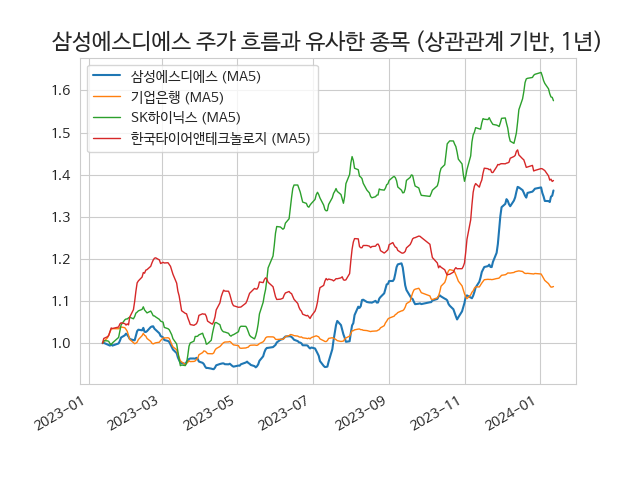 삼성에스디에스 주가 흐름과 유사한 종목 (상관관계 기반, 1년)
삼성에스디에스 (MA5)
기업은행 (MA5)
SK하이닉스 (MA5)
한국타이어앤테크놀로지 (MA5)
1.6
1.5
1.4
1.3
1.2
1.1
1.0
2023-01
2023-03
2023-05
2023-07
2023-09
2023-11
2024-01